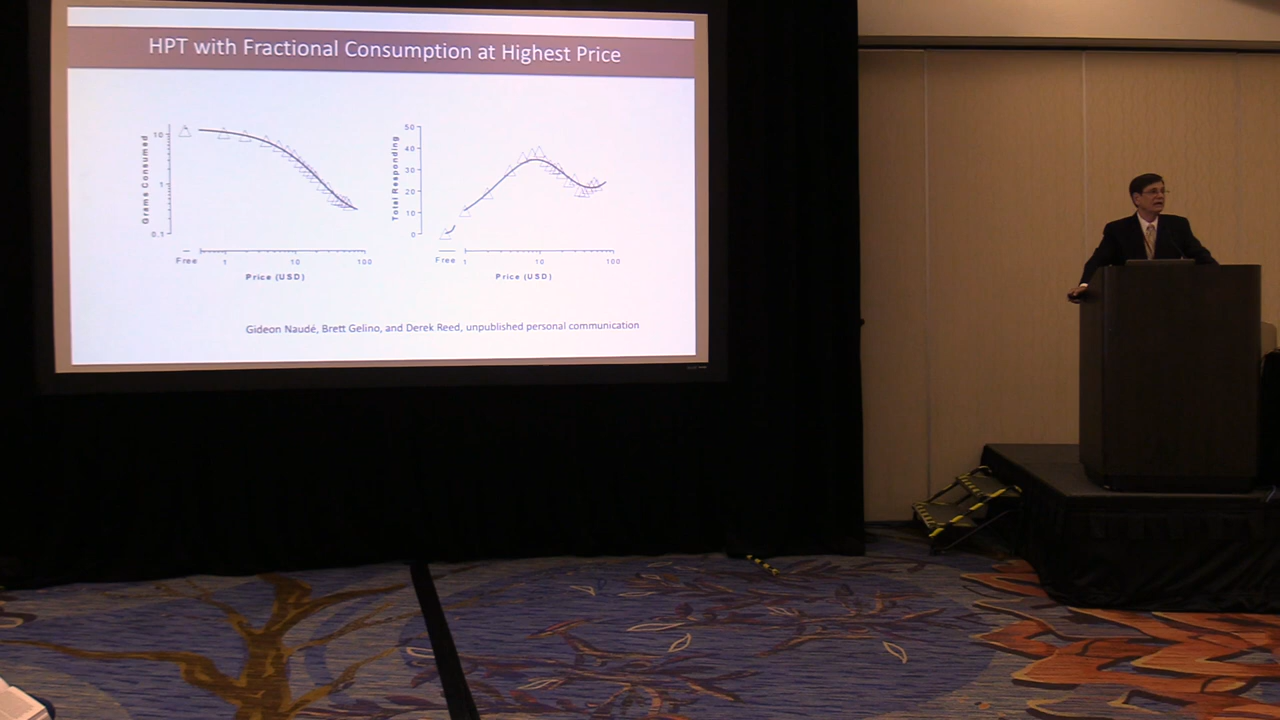 HPT with Fractional Consumption at Highest Price
Grams Consumed
10
1
0.1
Free
1
10
100
Price (USD)
Total Responding
50
40
30
20
10
0
Free
1
10
100
Price (USD)
Gideon Naudé, Brett Gelino, and Derek Reed, unpublished personal communication